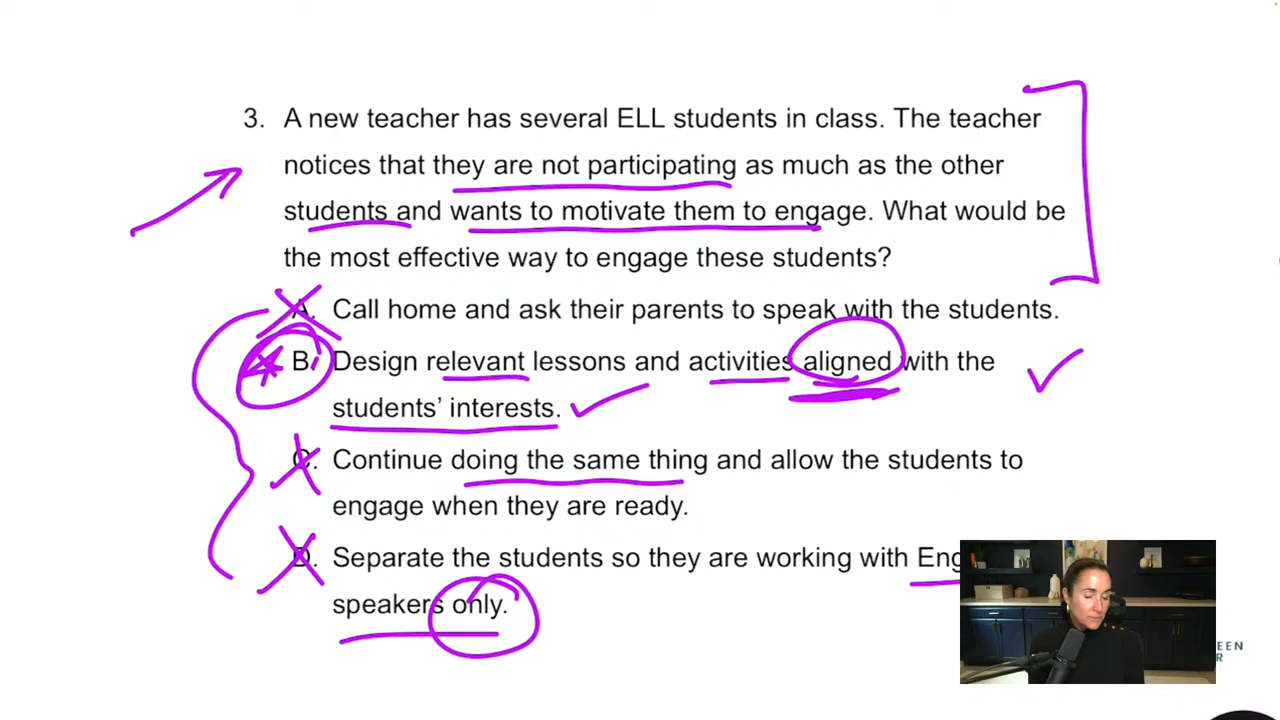 3. A new teacher has several ELL students in class. The teacher
notices that they are not participating as much as the other
students and wants to motivate them to engage. What would be
the most effective way to engage these students?
A. Call home and ask their parents to speak with the students.
B. Design relevant lessons and activities aligned with the
students’ interests.
C. Continue doing the same thing and allow the students to
engage when they are ready.
D. Separate the students so they are working with Eng
speakers only.
EEN
R